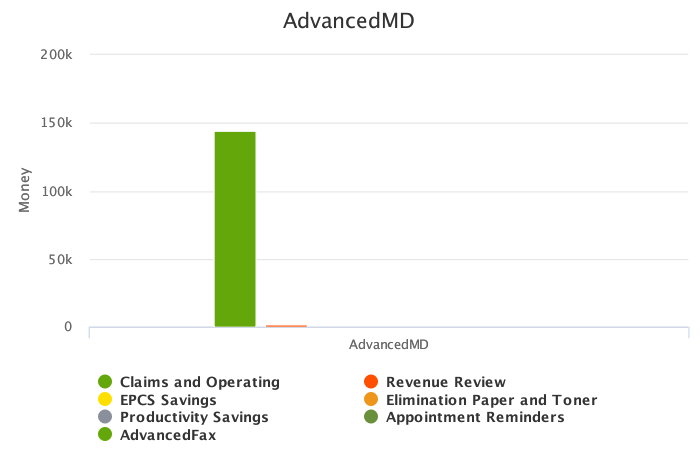 AdvancedMD
200k
150k
100k
50k
0
Money
AdvancedMD
Claims and Operating
Revenue Review
EPCS Savings
Elimination Paper and Toner
Productivity Savings
Appointment Reminders
AdvancedFax